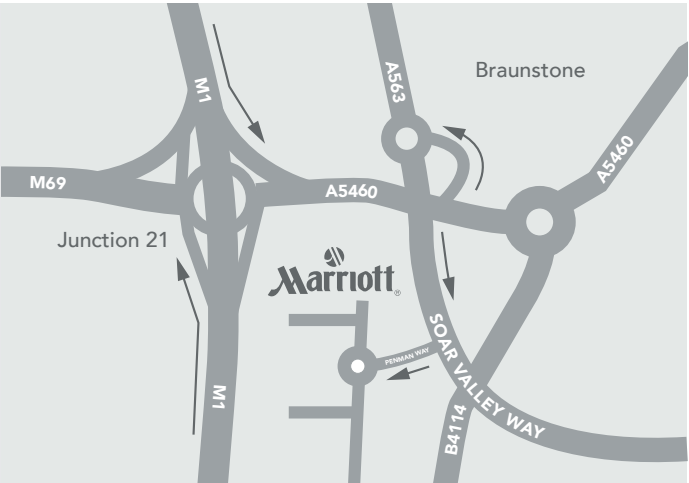 M1
A563
Braunstone
A5460
M69
A5460
Junction 21
Marriott®
SOAR VALLEY WAY
PENMAN WAY
M1
B4114